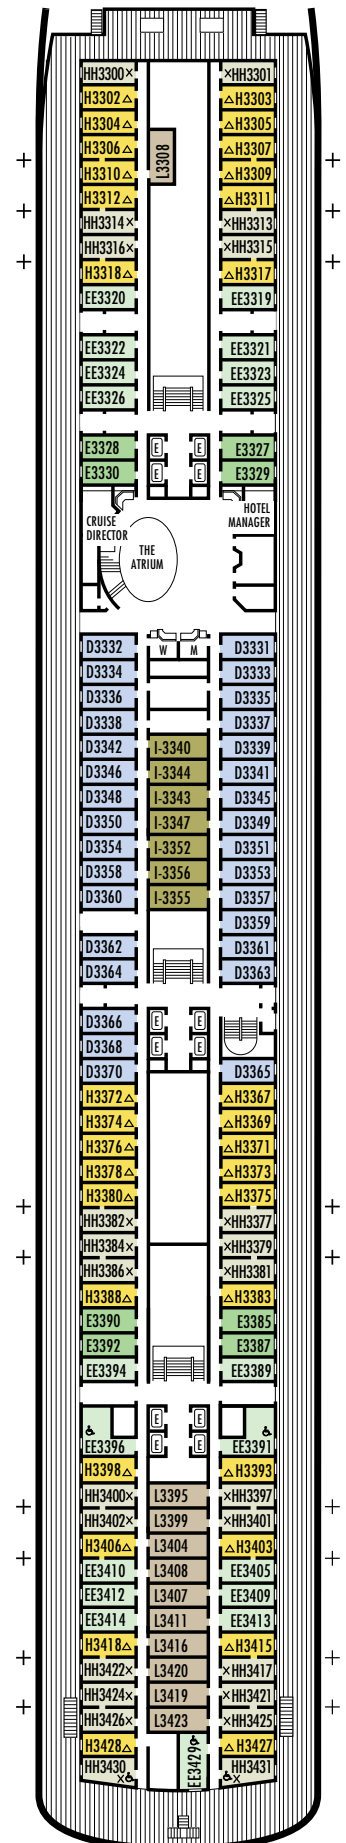 HH3300× ×HH3301
H3302△ △H3303
H3304△ △H3305
H3306△ L3308 △H3307
H3310△ △H3309
H3312△ △H3311
HH3314× ×HH3313
HH3316× ×HH3315
H3318△ △H3317
EE3320 EE3319
EE3322 EE3321
EE3324 EE3323
EE3326 EE3325
E3328 E E E3327
E3330 E E E3329
CRUISE DIRECTOR
THE ATRIUM
HOTEL MANAGER
W M
D3332 D3331
D3334 D3333
D3336 D3335
D3338 D3337
D3342 I-3340 D3339
D3346 I-3344 D3341
D3348 I-3343 D3345
D3350 I-3347 D3349
D3354 I-3352 D3351
D3358 I-3356 D3353
D3360 I-3355 D3357
D3359
D3362 D3361
D3364 D3363
D3366 E E
D3368 E E
D3370 D3365
H3372△ △H3367
H3374△ △H3369
H3376△ △H3371
H3378△ △H3373
H3380△ △H3375
HH3382× ×HH3377
HH3384× ×HH3379
HH3386× ×HH3381
H3388△ △H3383
E3390 E3385
E3392 E3387
EE3394 EE3389
E E
EE3396 E E EE3391
H3398△ △H3393
HH3400× L3395 ×HH3397
HH3402× L3399 ×HH3401
H3406△ L3404 △H3403
EE3410 L3408 EE3405
EE3412 L3407 EE3409
EE3414 L3411 EE3413
H3418△ L3416 △H3415
HH3422× L3420 ×HH3417
HH3424× L3419 ×HH3421
HH3426× L3423 ×HH3425
H3428△ EE3429 △H3427
HH3430× ×HH3431